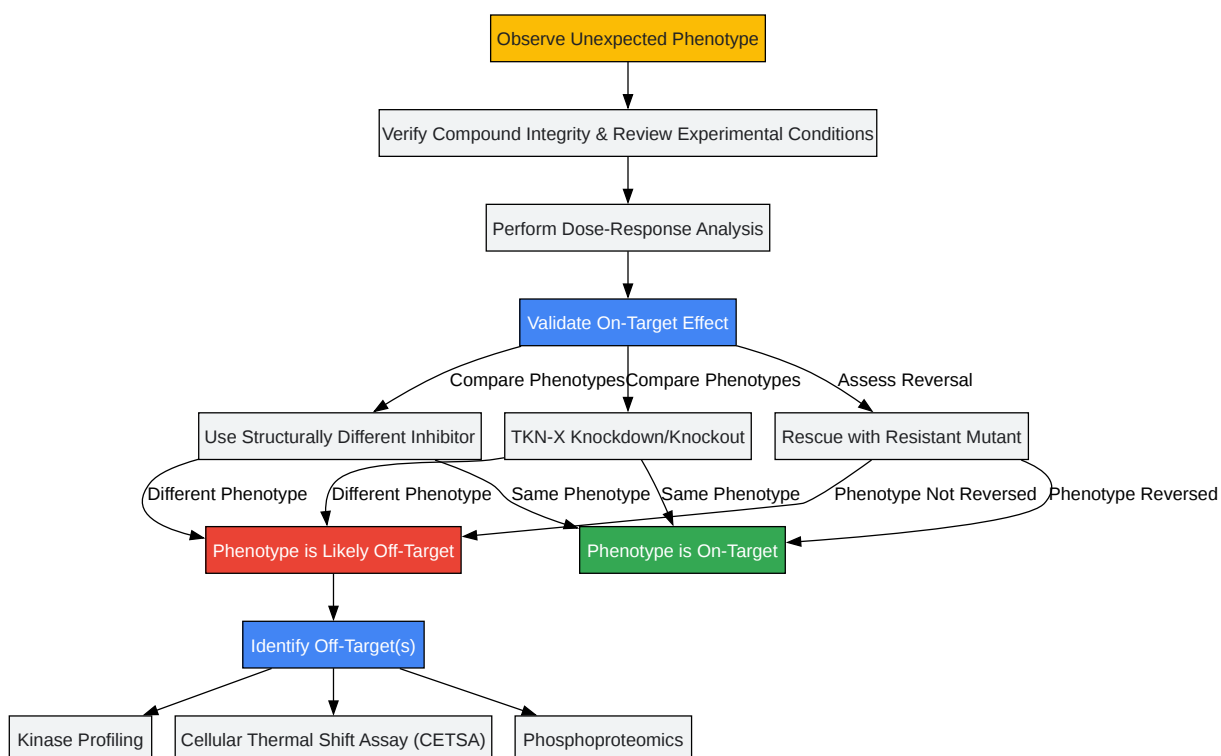 Observe Unexpected Phenotype
Verify Compound Integrity & Review Experimental Conditions
Perform Dose-Response Analysis
Validate On-Target Effect
Compare Phenotypes
Compare Phenotypes
Assess Reversal
Use Structurally Different Inhibitor
TKN-X Knockdown/Knockout
Rescue with Resistant Mutant
Different Phenotype
Different Phenotype
Same Phenotype
Same Phenotype
Phenotype Not Reversed
Phenotype Reversed
Phenotype is Likely Off-Target
Phenotype is On-Target
Identify Off-Target(s)
Kinase Profiling
Cellular Thermal Shift Assay (CETSA)
Phosphoproteomics